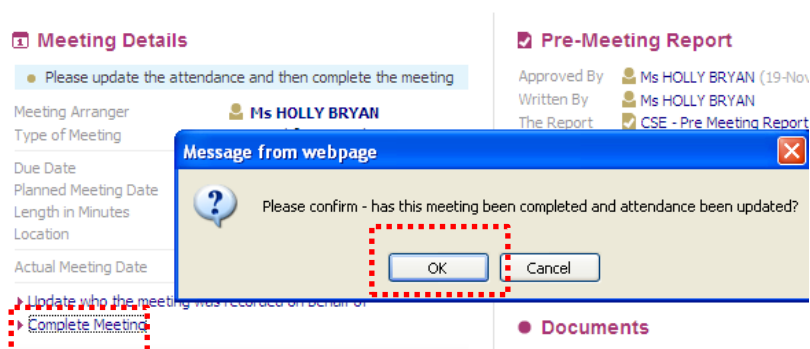 Meeting Details
Please update the attendance and then complete the meeting
Meeting Arranger Ms HOLLY BRYAN
Type of Meeting
Due Date
Planned Meeting Date
Length in Minutes
Location
Actual Meeting Date
Update who the meeting was recorded on behalf of
Complete Meeting
Pre-Meeting Report
Approved By Ms HOLLY BRYAN (19-Nov
Written By Ms HOLLY BRYAN
The Report CSE - Pre Meeting Report
Message from webpage
Please confirm - has this meeting been completed and attendance been updated?
OK
Cancel
Documents